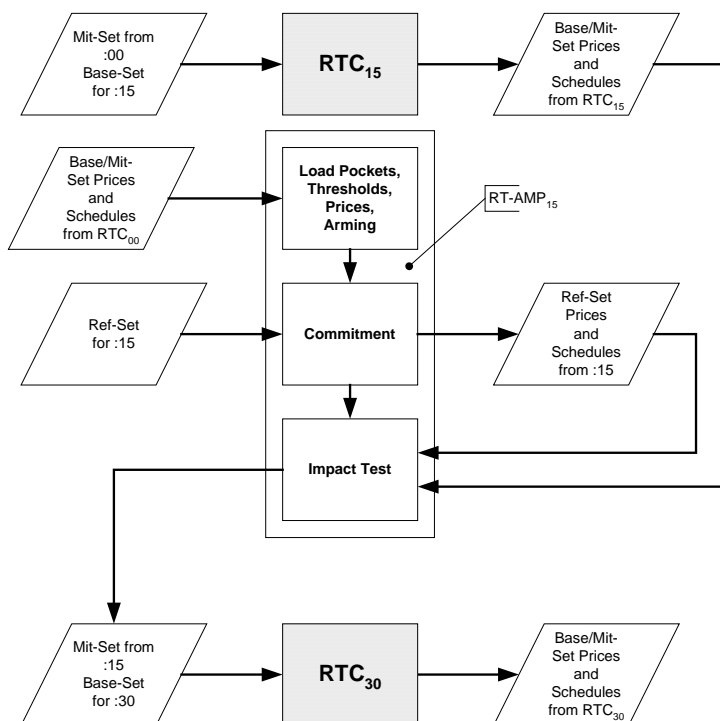 Mit-Set from
:00
Base-Set
for :15
RTC15
Base/Mit-
Set Prices
and
Schedules
from RTC15
Base/Mit-
Set Prices
and
Schedules
from RTC00
Load Pockets,
Thresholds,
Prices,
Arming
RT-AMP15
Ref-Set
for :15
Commitment
Ref-Set
Prices
and
Schedules
from :15
Impact Test
Mit-Set from
:15
Base-Set
for :30
RTC30
Base/Mit-
Set Prices
and
Schedules
from RTC30